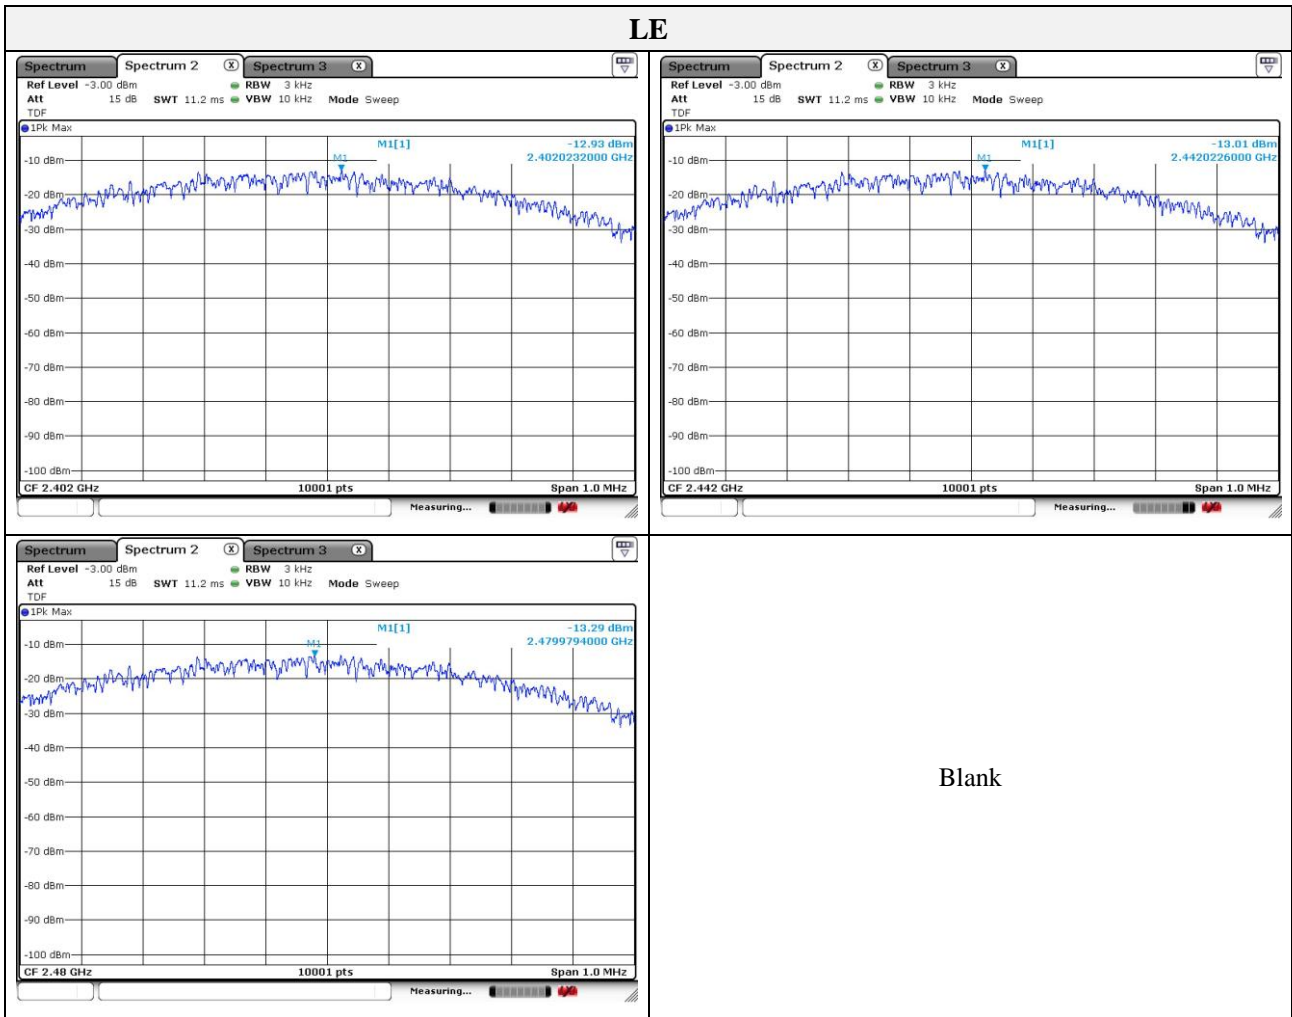 LE
Spectrum Spectrum 2 X Spectrum 3 X
Ref Level -3.00 dBm RBW 3 kHz
Att 15 dB SWT 11.2 ms VBW 10 kHz Mode Sweep
TDF
1Pk Max
M1[1] -12.93 dBm
2.4020232000 GHz
M1
-10 dBm
-20 dBm
-30 dBm
-40 dBm
-50 dBm
-60 dBm
-70 dBm
-80 dBm
-90 dBm
-100 dBm
CF 2.402 GHz 10001 pts Span 1.0 MHz
Measuring...
Spectrum Spectrum 2 X Spectrum 3 X
Ref Level -3.00 dBm RBW 3 kHz
Att 15 dB SWT 11.2 ms VBW 10 kHz Mode Sweep
TDF
1Pk Max
M1[1] -13.01 dBm
2.4420226000 GHz
M1
-10 dBm
-20 dBm
-30 dBm
-40 dBm
-50 dBm
-60 dBm
-70 dBm
-80 dBm
-90 dBm
-100 dBm
CF 2.442 GHz 10001 pts Span 1.0 MHz
Measuring...
Spectrum Spectrum 2 X Spectrum 3 X
Ref Level -3.00 dBm RBW 3 kHz
Att 15 dB SWT 11.2 ms VBW 10 kHz Mode Sweep
TDF
1Pk Max
M1[1] -13.29 dBm
2.4799794000 GHz
M1
-10 dBm
-20 dBm
-30 dBm
-40 dBm
-50 dBm
-60 dBm
-70 dBm
-80 dBm
-90 dBm
-100 dBm
CF 2.48 GHz 10001 pts Span 1.0 MHz
Measuring...
Blank